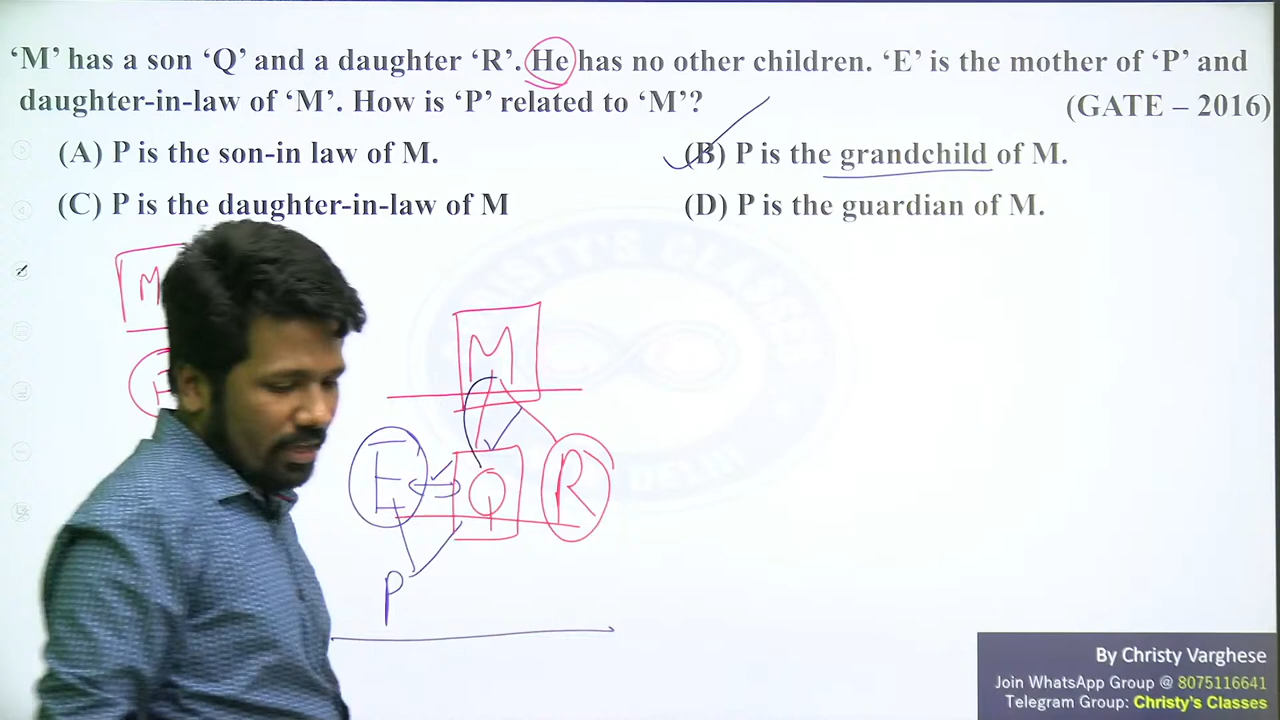 ‘M’ has a son ‘Q’ and a daughter ‘R’. He has no other children. ‘E’ is the mother of ‘P’ and
daughter-in-law of ‘M’. How is ‘P’ related to ‘M’?
(GATE – 2016)
(A) P is the son-in law of M.
(B) P is the grandchild of M.
(C) P is the daughter-in-law of M
(D) P is the guardian of M.
M
M
E
Q
R
P
By Christy Varghese
Join WhatsApp Group @ 8075116641
Telegram Group: Christy's Classes